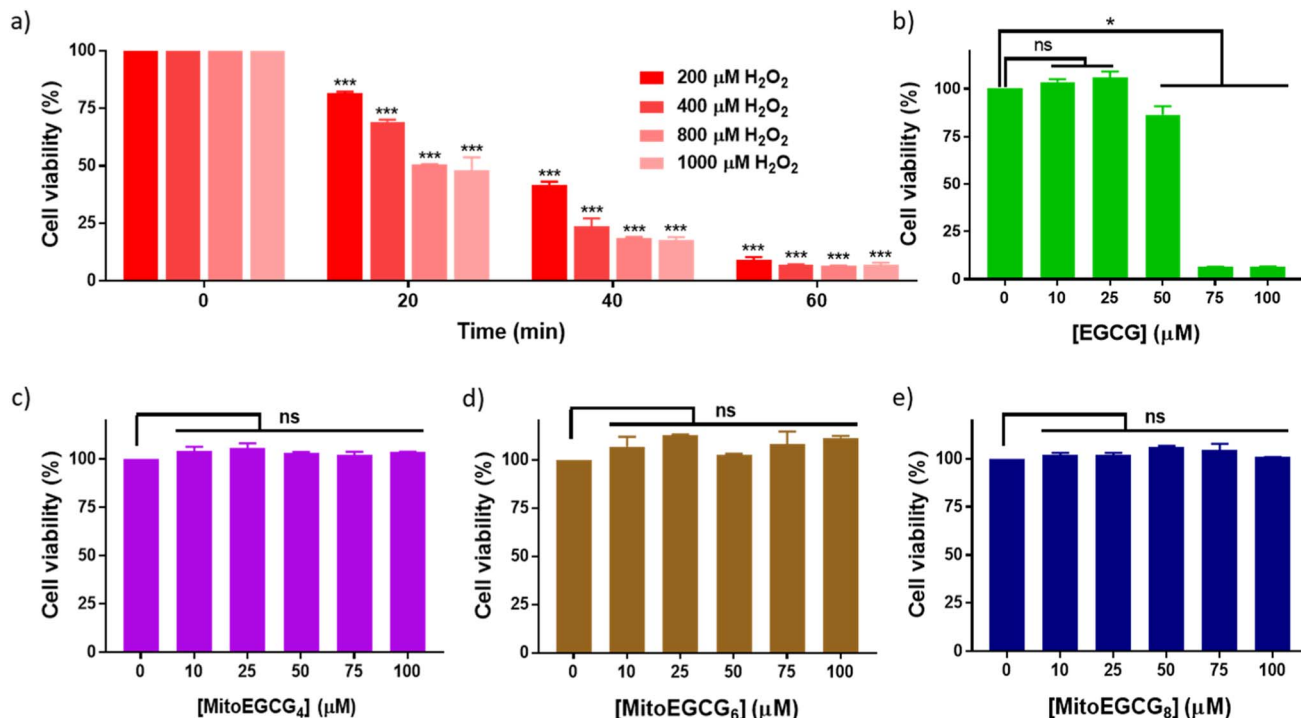 a)
100
75
50
25
0
Cell viability (%)
***
***
***
***
***
***
***
***
***
***
***
***
200 μM H₂O₂
400 μM H₂O₂
800 μM H₂O₂
1000 μM H₂O₂
0 20 40 60
Time (min)
b)
*
ns
100
75
50
25
0
Cell viability (%)
0 10 25 50 75 100
[EGCG] (μM)
c)
ns
100
75
50
25
0
Cell viability (%)
0 10 25 50 75 100
[MitoEGCG₄] (μM)
d)
ns
100
75
50
25
0
Cell viability (%)
0 10 25 50 75 100
[MitoEGCG₆] (μM)
e)
ns
100
75
50
25
0
Cell viability (%)
0 10 25 50 75 100
[MitoEGCG₈] (μM)